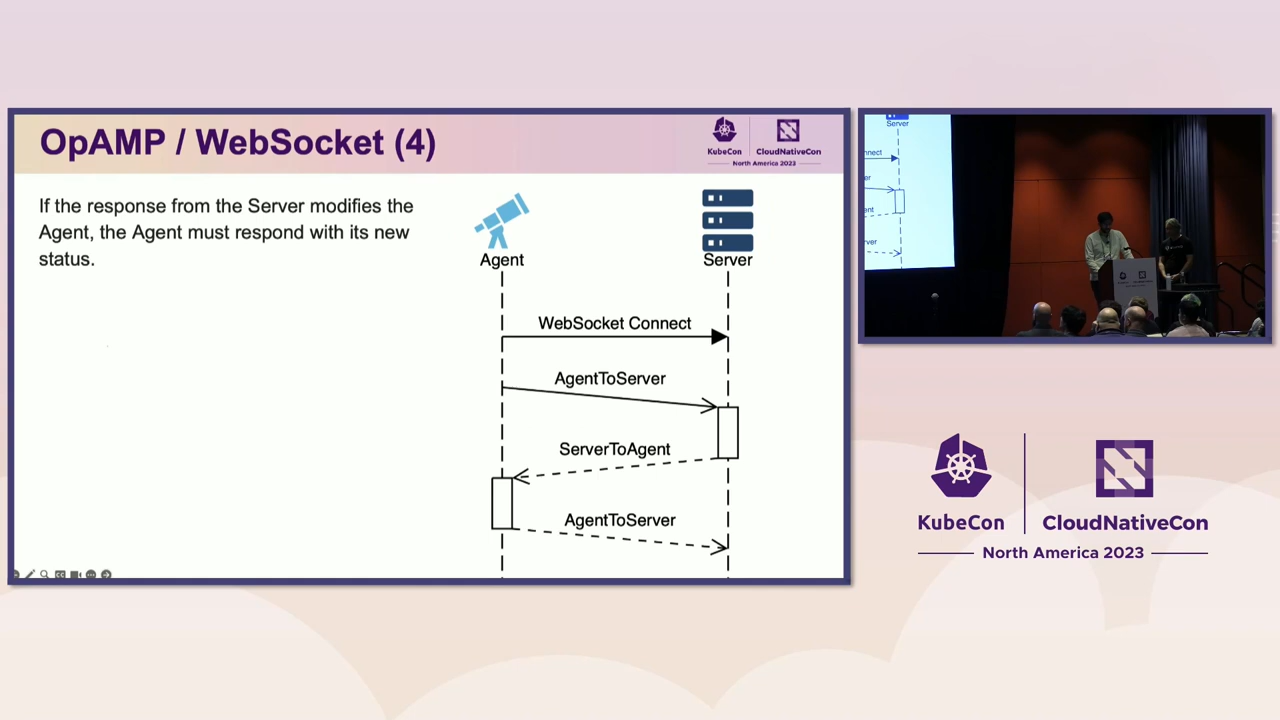 OpAMP / WebSocket (4)
KubeCon
CloudNativeCon
North America 2023
If the response from the Server modifies the
Agent, the Agent must respond with its new
status.
Agent
Server
WebSocket Connect
AgentToServer
ServerToAgent
AgentToServer
Server
KubeCon
CloudNativeCon
North America 2023